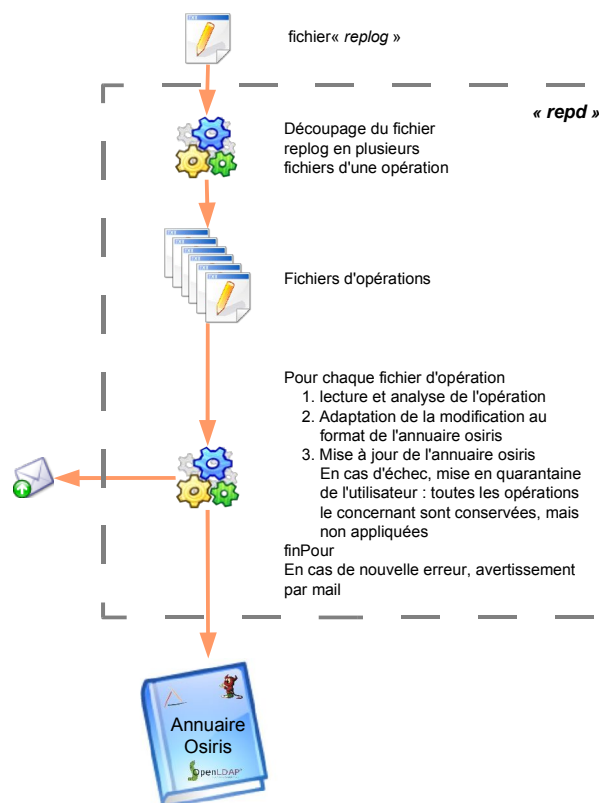 fichier« replog »
« repd »
Découpage du fichier
replog en plusieurs
fichiers d'une opération
Fichiers d'opérations
Pour chaque fichier d'opération
1. lecture et analyse de l'opération
2. Adaptation de la modification au
format de l'annuaire osiris
3. Mise à jour de l'annuaire osiris
En cas d'échec, mise en quarantaine
de l'utilisateur : toutes les opérations
le concernant sont conservées, mais
non appliquées
finPour
En cas de nouvelle erreur, avertissement
par mail
Annuaire
Osiris
OpenLDAP